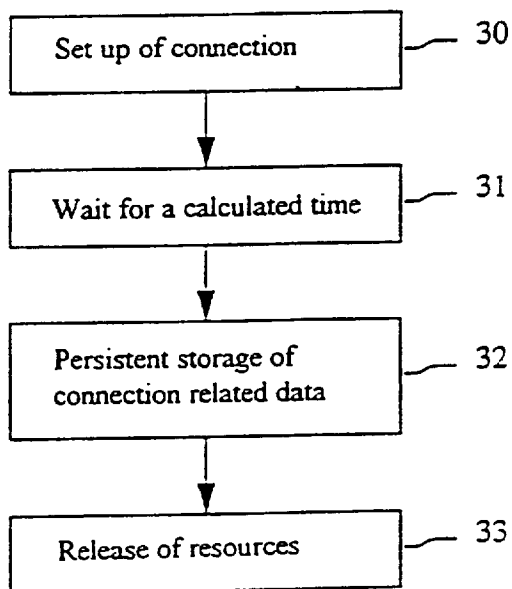 Set up of connection
30
Wait for a calculated time
31
Persistent storage of
connection related data
32
Release of resources
33